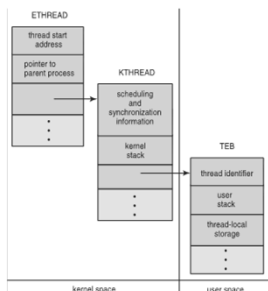 ETHREAD
thread start
address
pointer to
parent process
KTHREAD
scheduling
and
synchronization
information
kernel
stack
TEB
thread identifier
user
stack
thread-local
storage
kernel space
user space